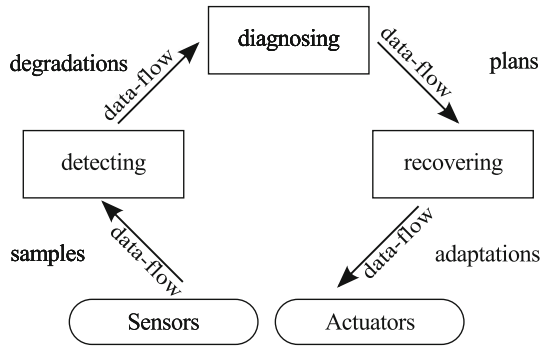 diagnosing
degradations
data-flow
data-flow
plans
detecting
recovering
samples
data-flow
data-flow
adaptations
Sensors
Actuators